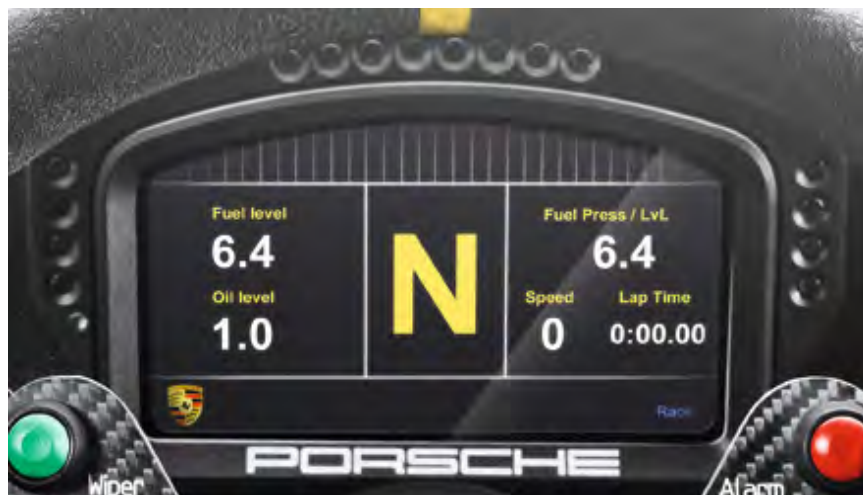 Fuel level
6.4
Oil level
1.0
N
Fuel Press / LvL
6.4
Speed Lap Time
0 0:00.00
Race
PORSCHE
Wiper
Alarm